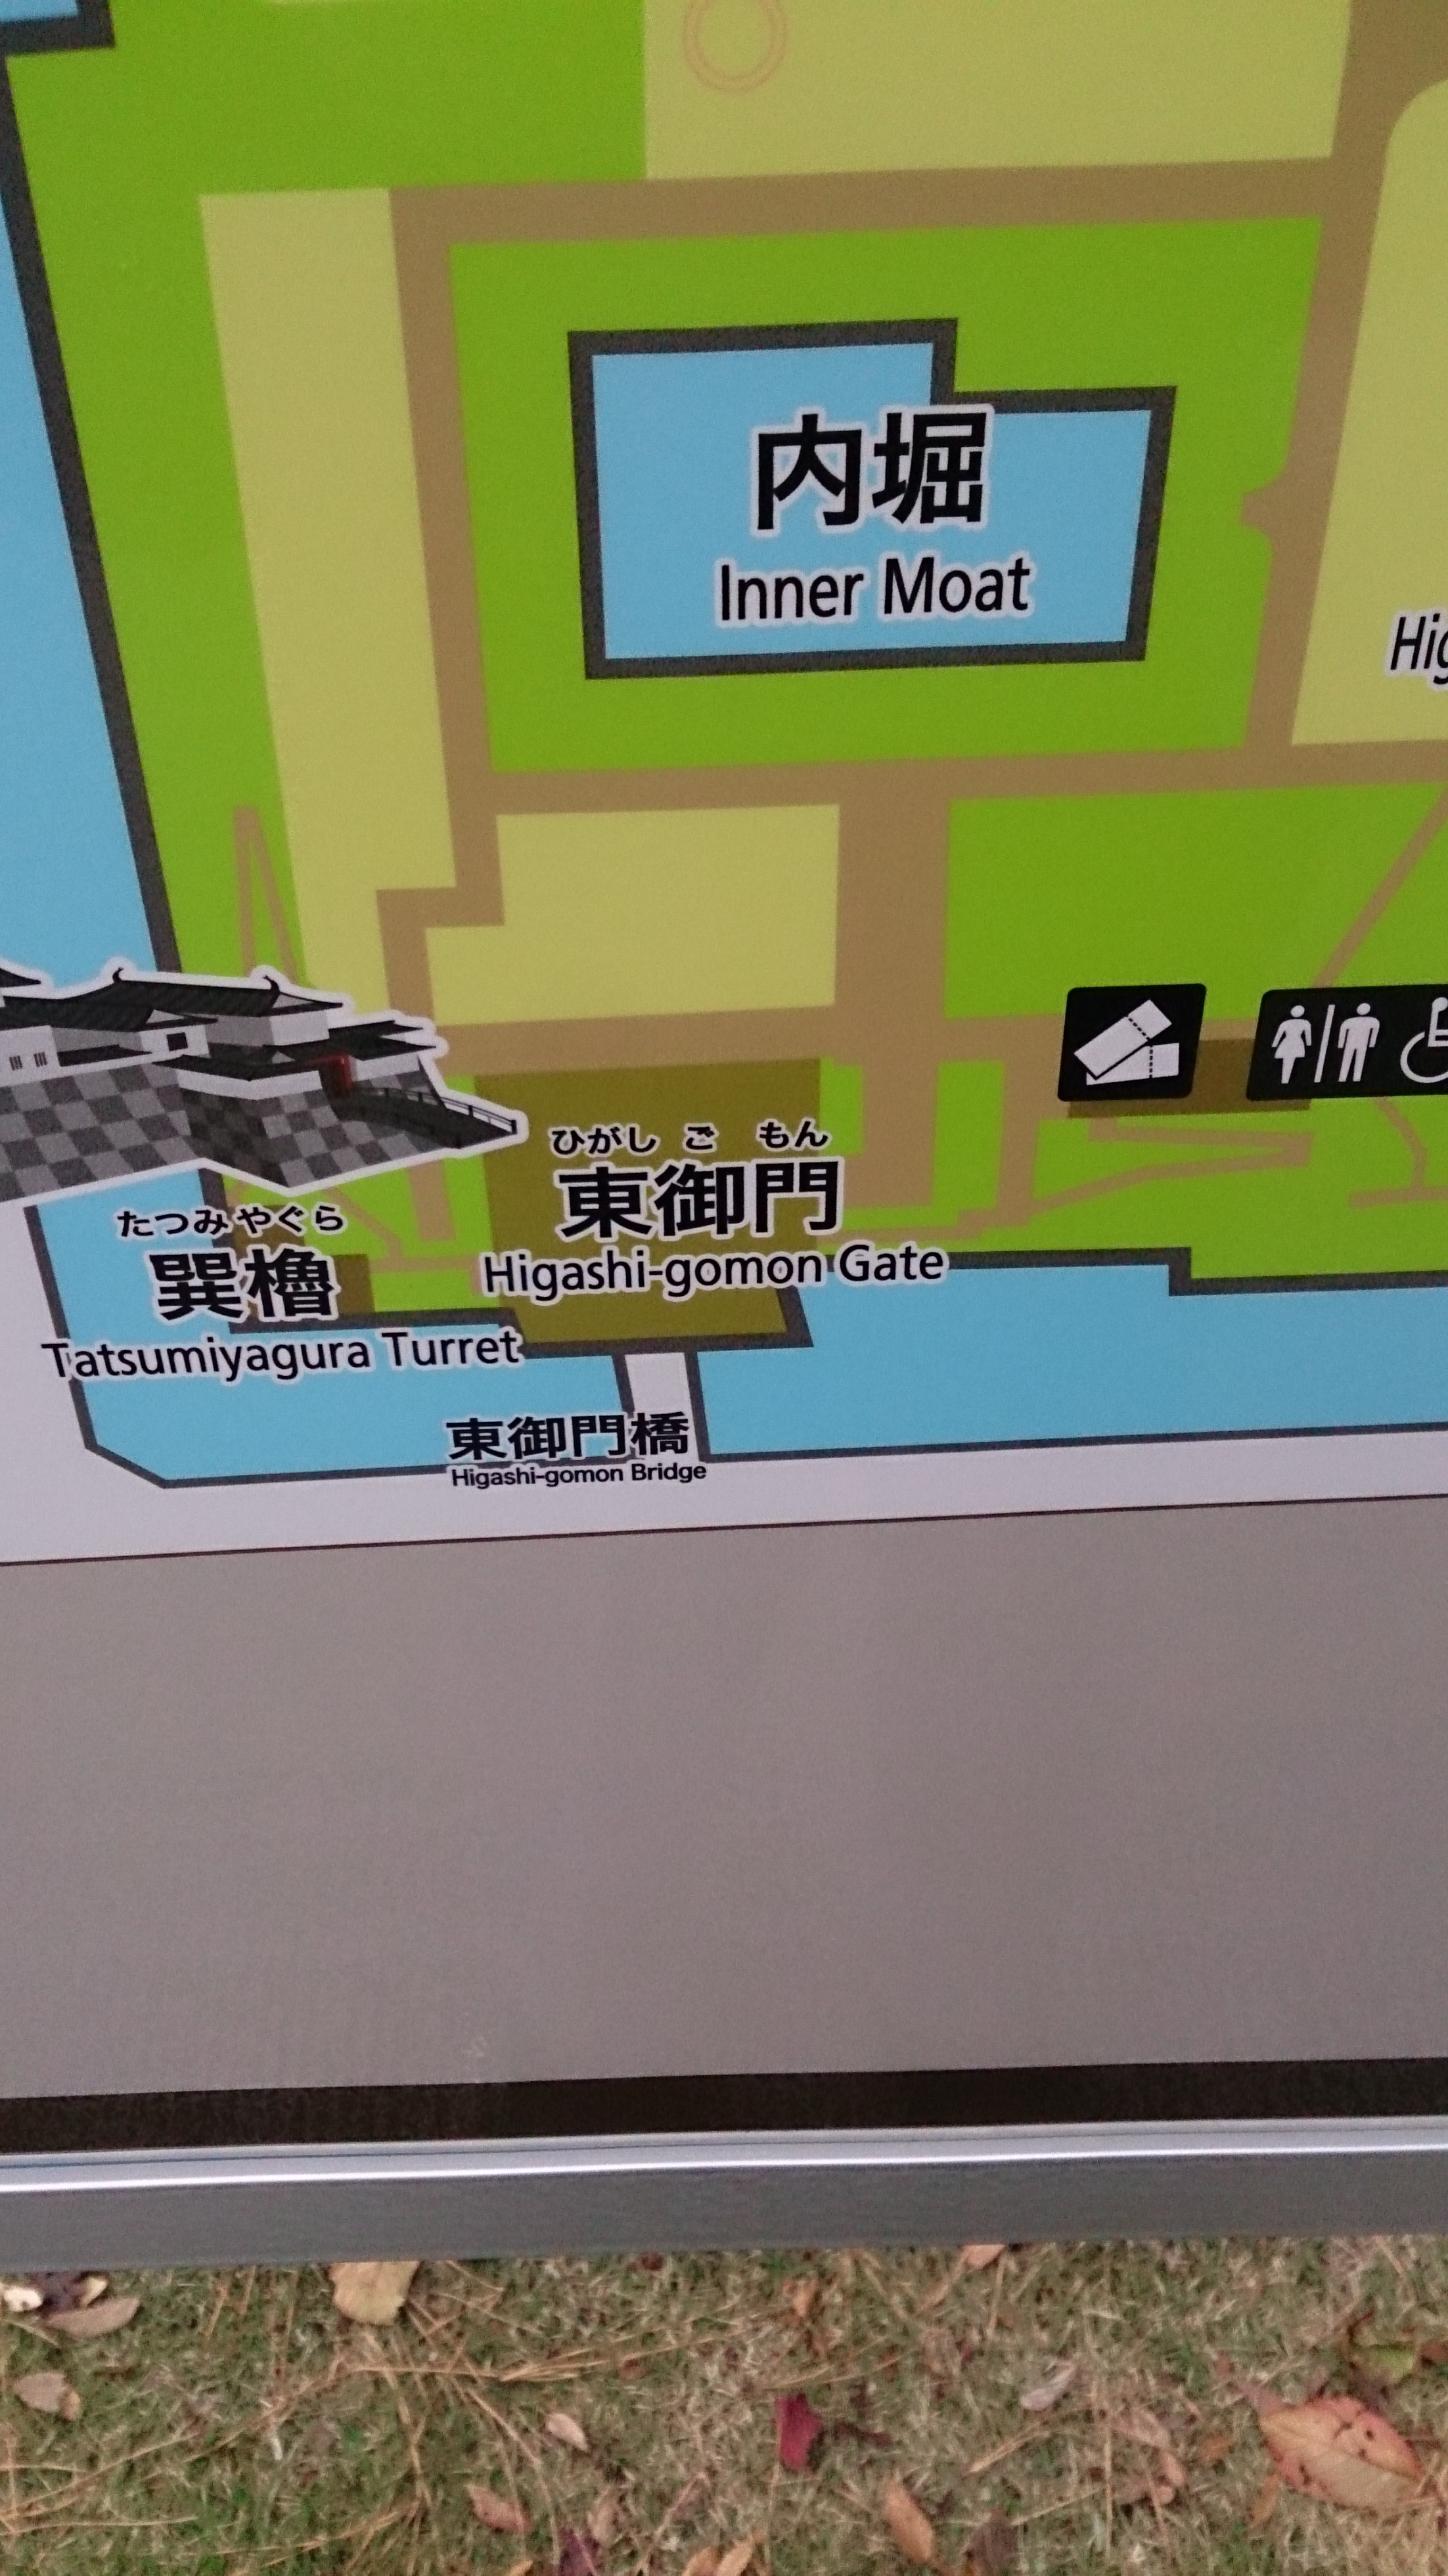 内堀
Inner Moat
Hig
ひがし ご もん
東御門
Higashi-gomon Gate
たつみやぐら
巽櫓
Tatsumiyagura Turret
東御門橋
Higashi-gomon Bridge